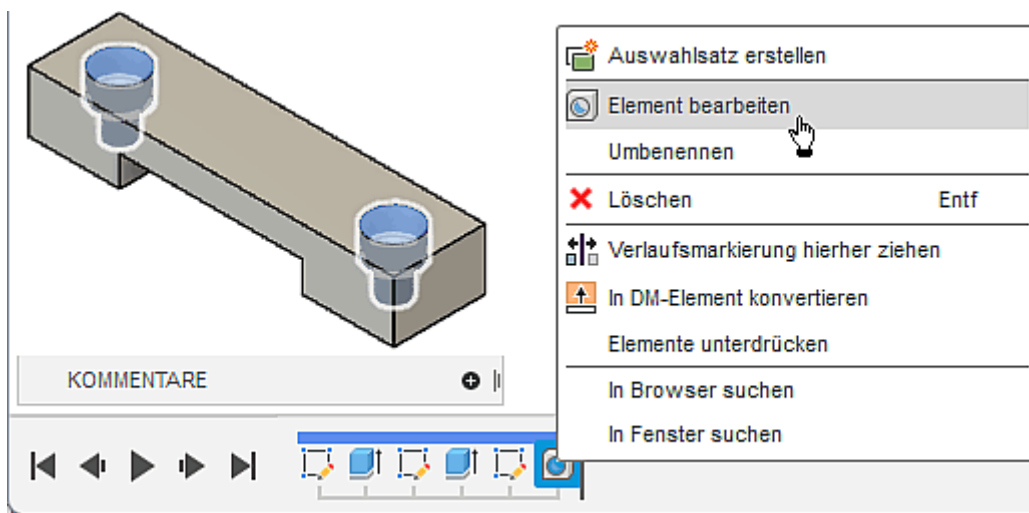 Auswahlsatz erstellen
Element bearbeiten
Umbenennen
Löschen Entf
Verlaufsmarkierung hierher ziehen
In DM-Element konvertieren
Elemente unterdrücken
In Browser suchen
In Fenster suchen
KOMMENTARE